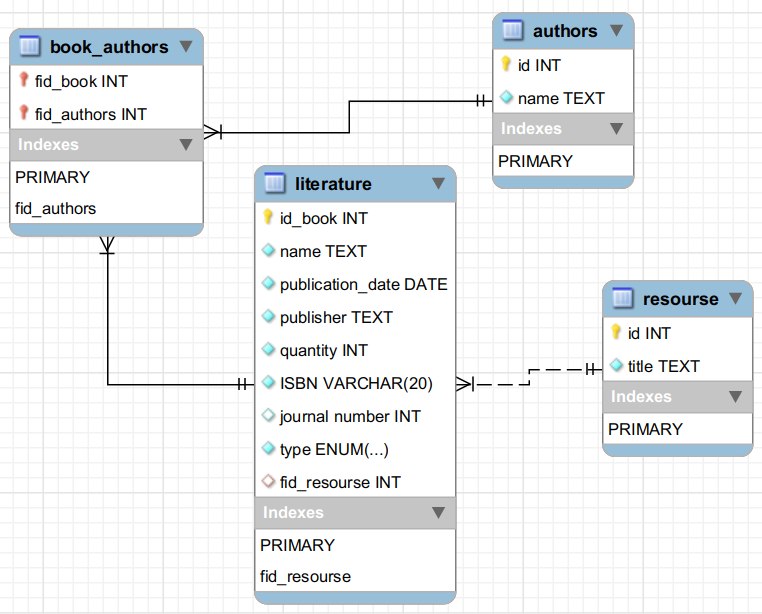 book_authors
fid_book INT
fid_authors INT
Indexes
PRIMARY
fid_authors
authors
id INT
name TEXT
Indexes
PRIMARY
literature
id_book INT
name TEXT
publication_date DATE
publisher TEXT
quantity INT
ISBN VARCHAR(20)
journal number INT
type ENUM(...)
fid_resourse INT
Indexes
PRIMARY
fid_resourse
resourse
id INT
title TEXT
Indexes
PRIMARY